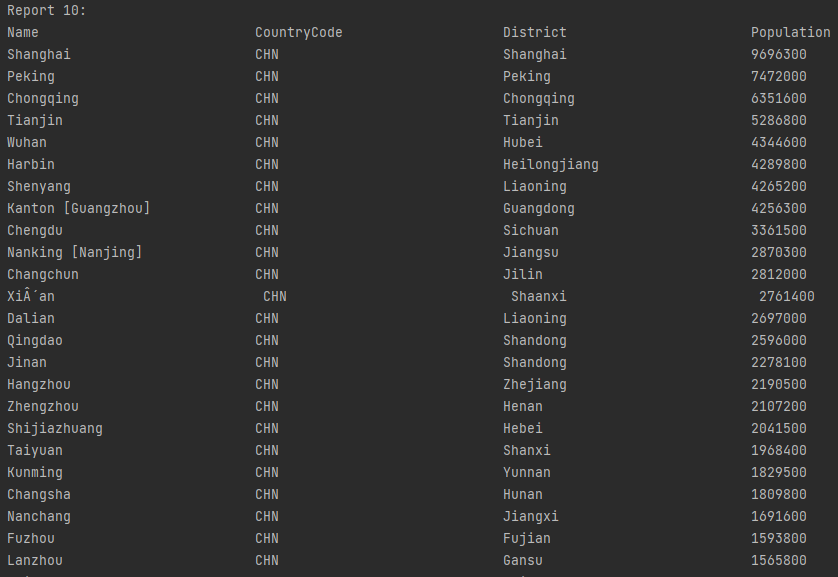 Report 10:
Name CountryCode District Population
Shanghai CHN Shanghai 9696300
Peking CHN Peking 7472000
Chongqing CHN Chongqing 6351600
Tianjin CHN Tianjin 5286800
Wuhan CHN Hubei 4344600
Harbin CHN Heilongjiang 4289800
Shenyang CHN Liaoning 4265200
Kanton [Guangzhou] CHN Guangdong 4256300
Chengdu CHN Sichuan 3361500
Nanking [Nanjing] CHN Jiangsu 2870300
Changchun CHN Jilin 2812000
XiÂ´an CHN Shaanxi 2761400
Dalian CHN Liaoning 2697000
Qingdao CHN Shandong 2596000
Jinan CHN Shandong 2278100
Hangzhou CHN Zhejiang 2190500
Zhengzhou CHN Henan 2107200
Shijiazhuang CHN Hebei 2041500
Taiyuan CHN Shanxi 1968400
Kunming CHN Yunnan 1829500
Changsha CHN Hunan 1809800
Nanchang CHN Jiangxi 1691600
Fuzhou CHN Fujian 1593800
Lanzhou CHN Gansu 1565800